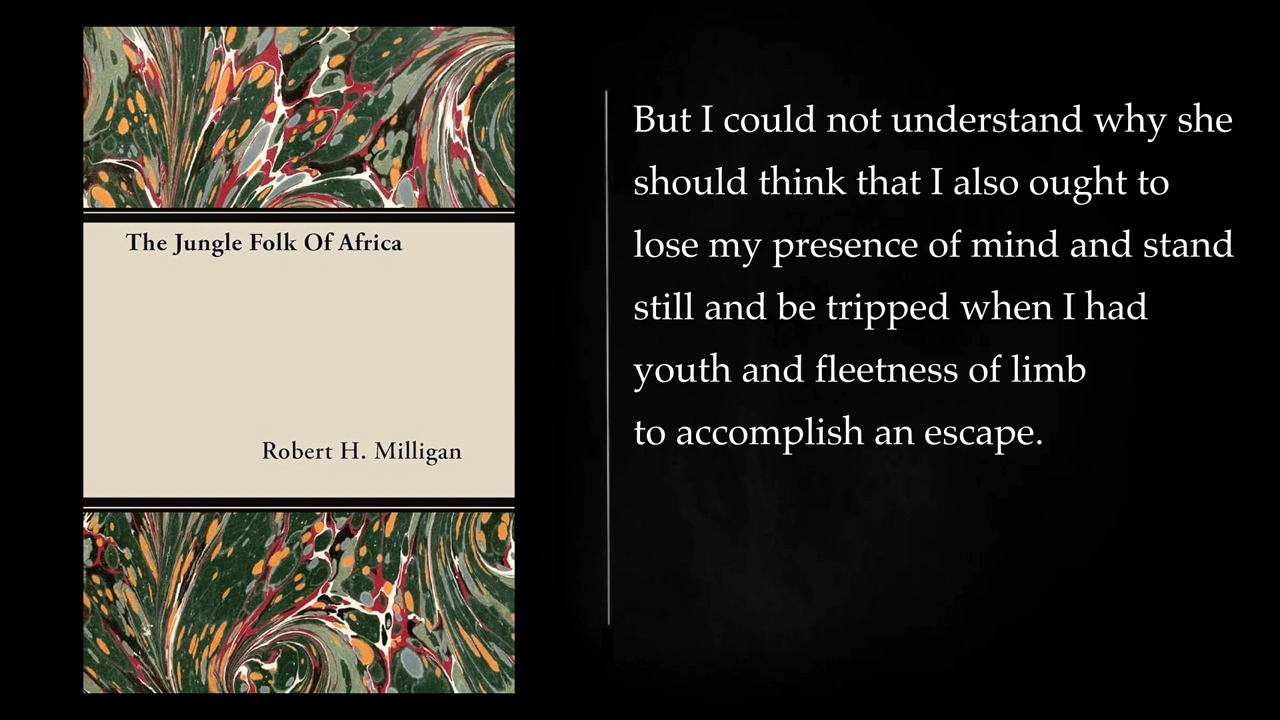 The Jungle Folk Of Africa
Robert H. Milligan
But I could not understand why she
should think that I also ought to
lose my presence of mind and stand
still and be tripped when I had
youth and fleetness of limb
to accomplish an escape.